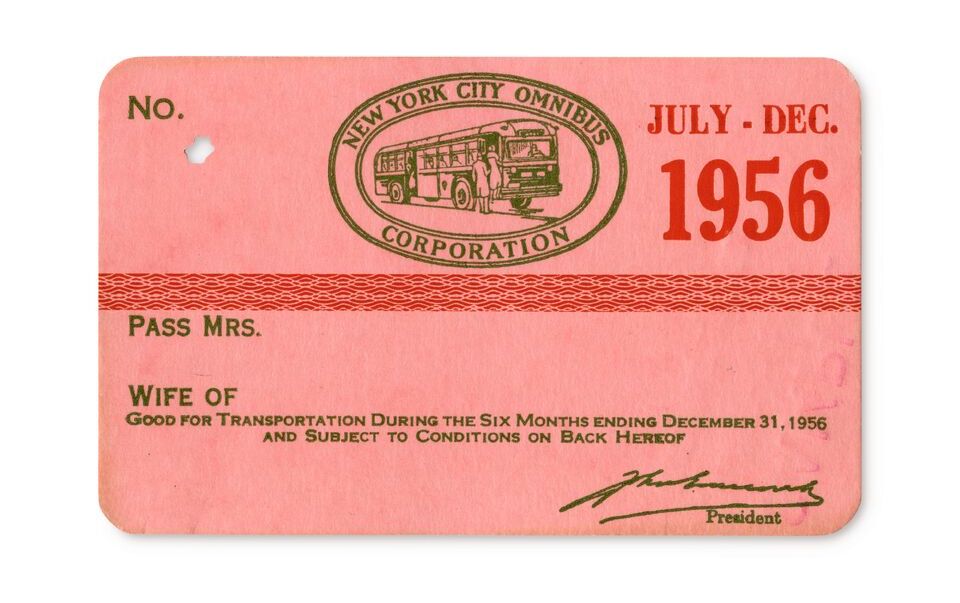 No.
NEW YORK CITY OMNIBUS
CORPORATION
JULY - DEC.
1956
PASS MRS.
WIFE OF
GOOD FOR TRANSPORTATION DURING THE SIX MONTHS ENDING DECEMBER 31, 1956
AND SUBJECT TO CONDITIONS ON BACK HEREOF
President